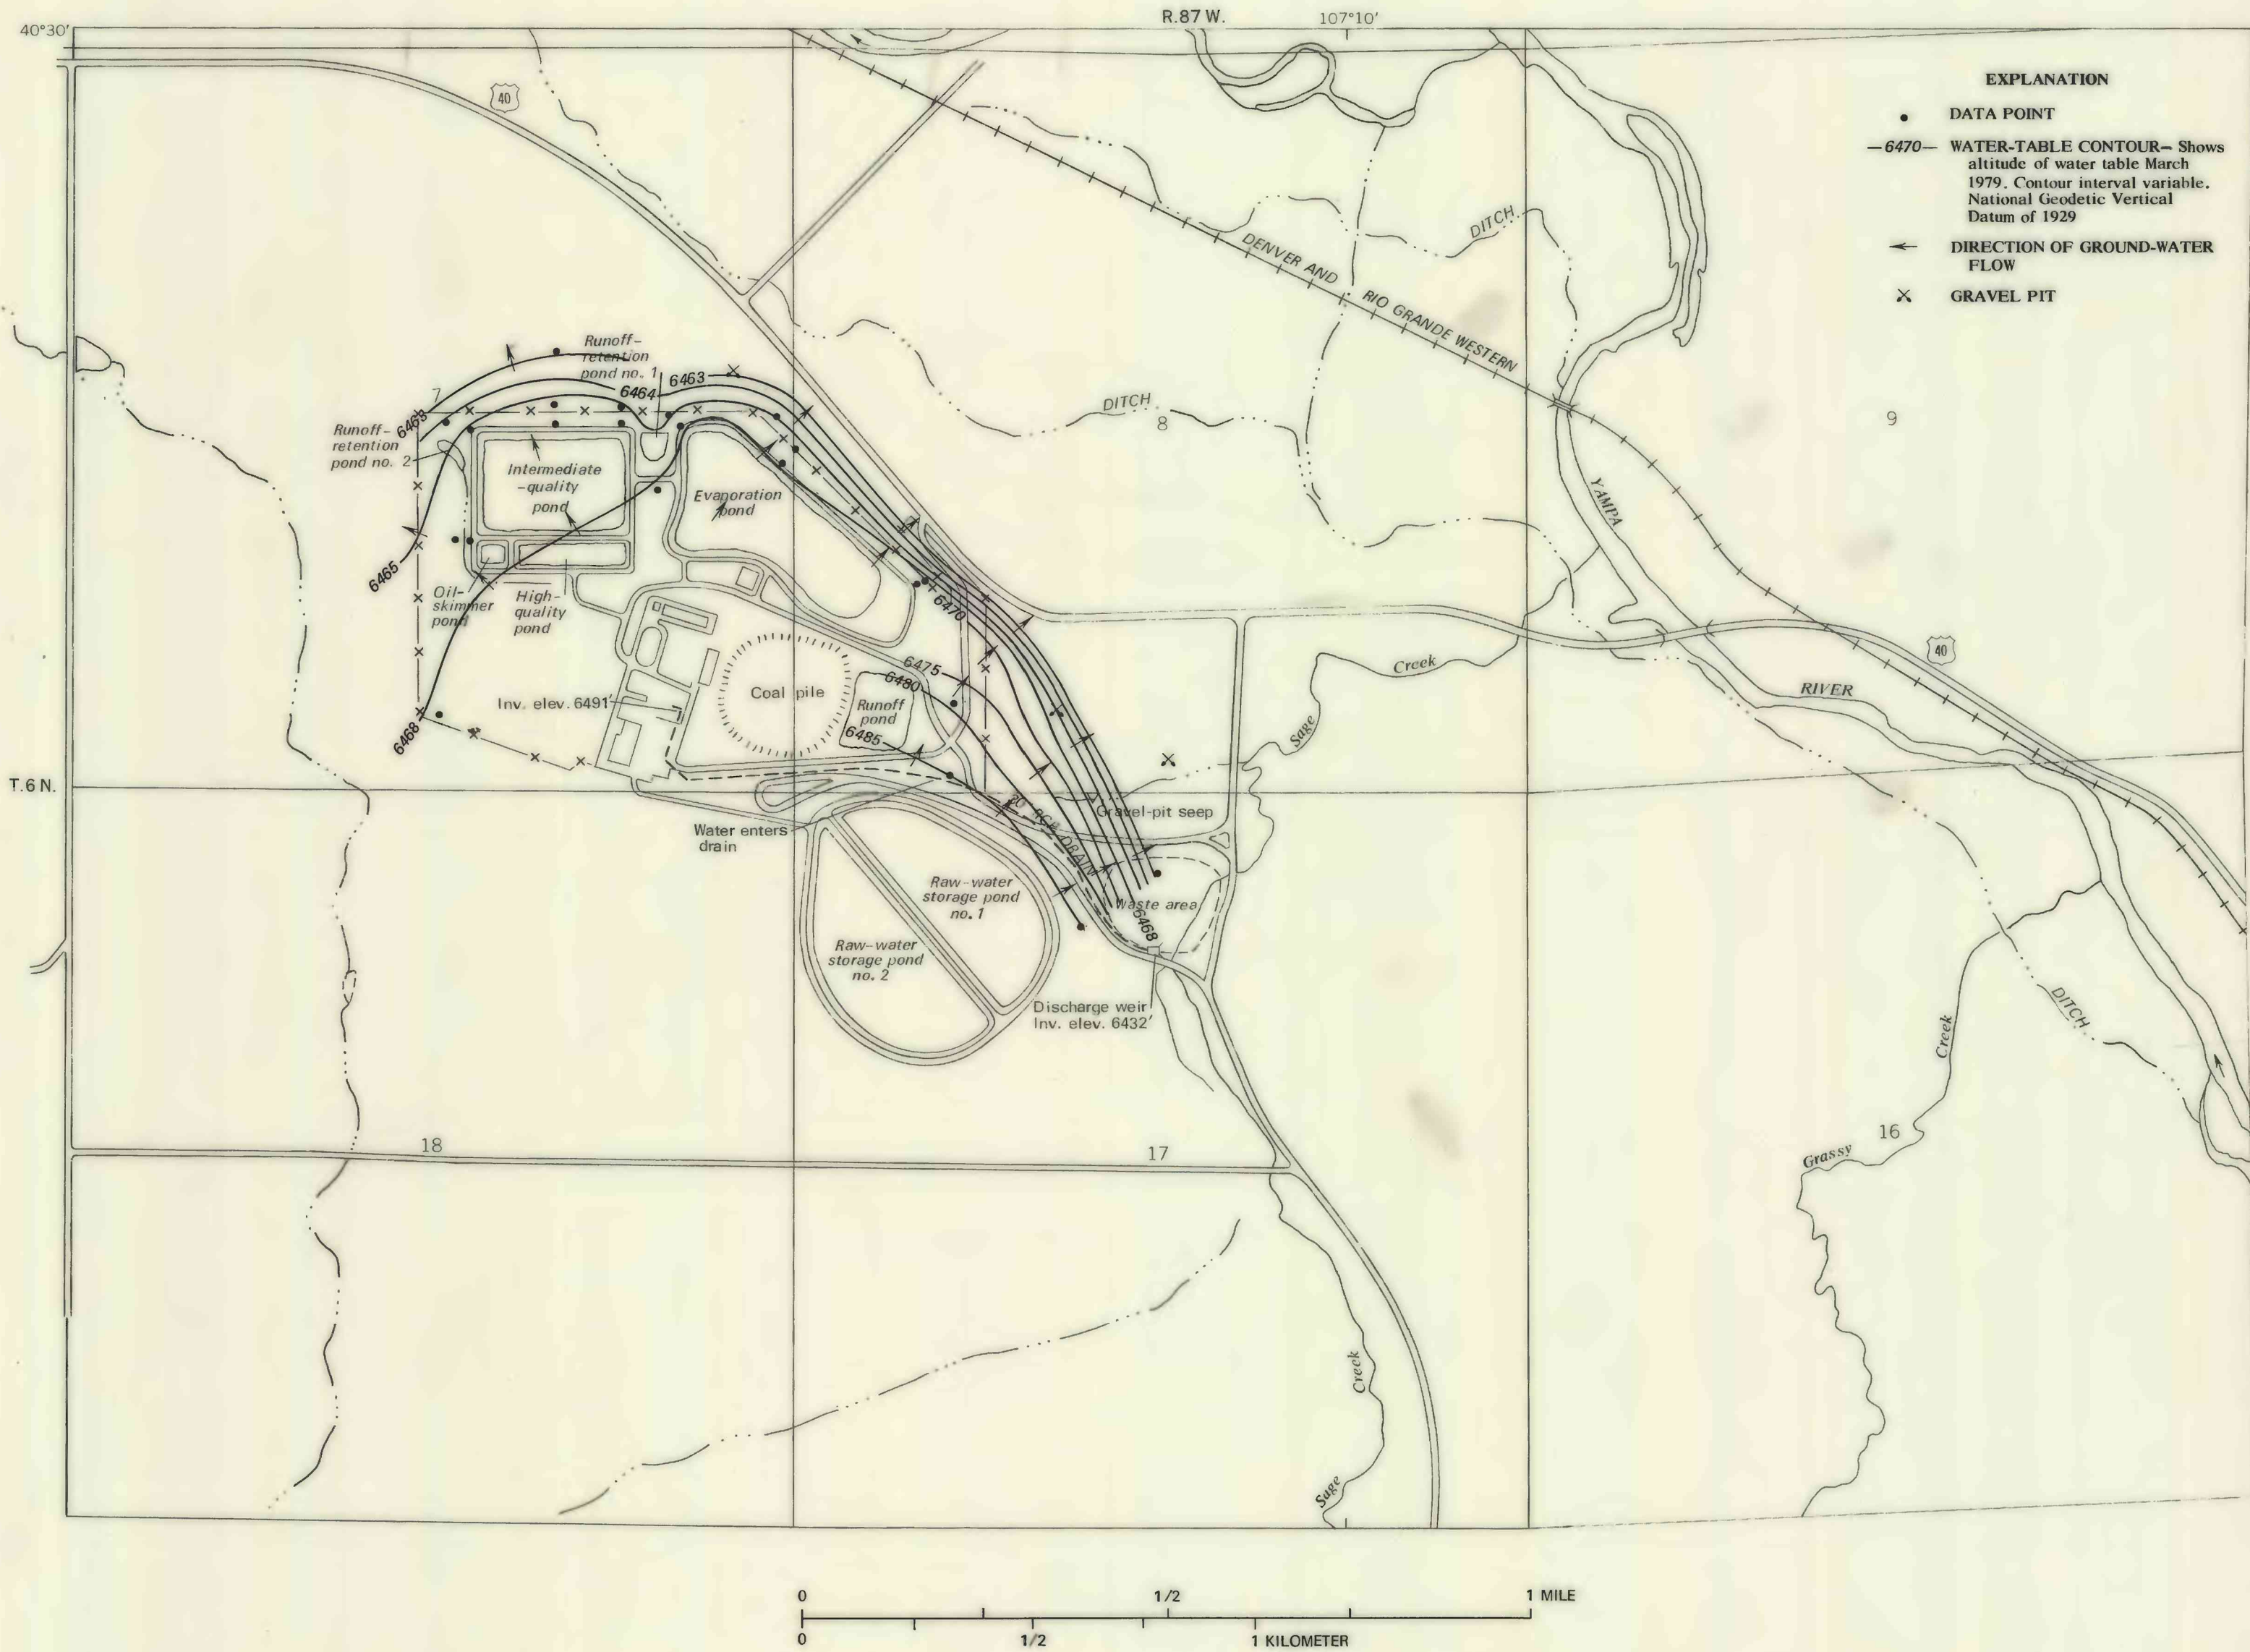 R.87 W.
107°10'
40°30'
EXPLANATION
DATA POINT
—6470— WATER-TABLE CONTOUR— Shows
altitude of water table March
1979. Contour interval variable.
National Geodetic Vertical
Datum of 1929
DIRECTION OF GROUND-WATER
FLOW
GRAVEL PIT
40
DITCH
DENVER AND RIO GRANDE WESTERN
Runoff-
retention
pond no. 1
6463
6464
7
6463
Runoff-
retention
pond no. 2
DITCH
8
9
Intermediate
-quality
pond
Evaporation
pond
YAMPA
6465
Oil-
skimmer
pond
High-
quality
pond
6470
40
Creek
RIVER
6475
6480
Coal pile
Inv. elev. 6491'
Runoff
pond
6485
Sage
6468
T.6 N.
30" RCP DRAIN
Gravel-pit seep
Water enters
drain
Raw-water
storage pond
no. 1
Waste area
6468
Raw-water
storage pond
no. 2
Discharge weir
Inv. elev. 6432'
DITCH
Creek
18
17
16
Grassy
Creek
Sage
0 1/2 1 MILE
0 1/2 1 KILOMETER